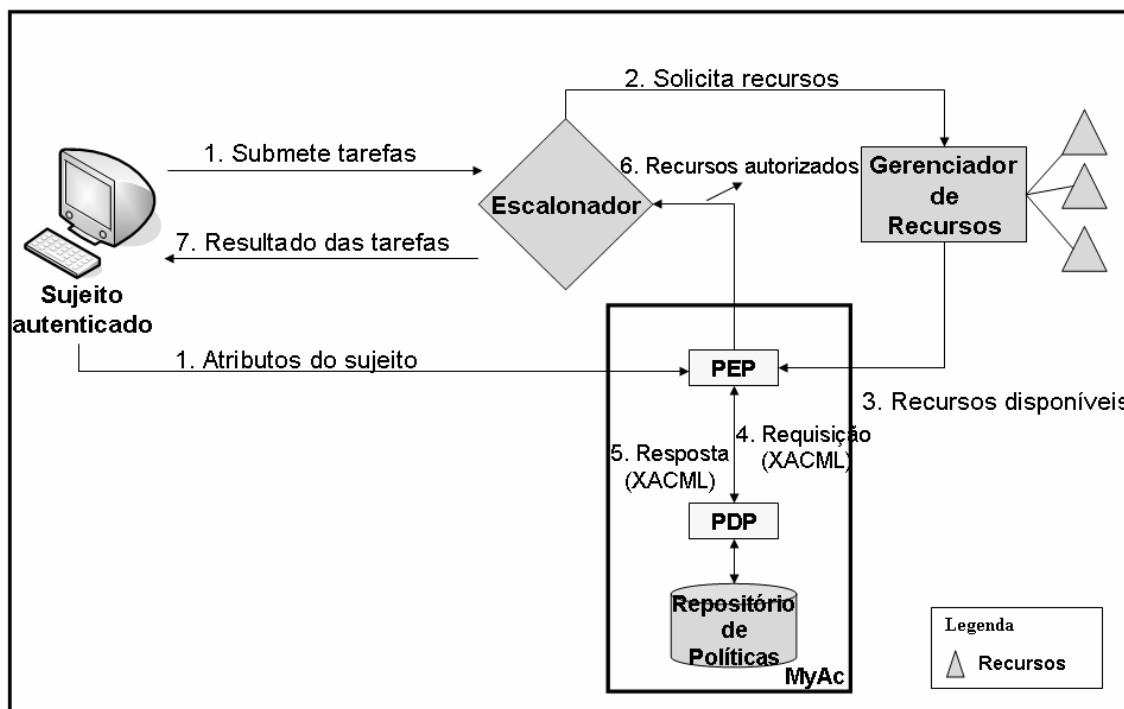 2. Solicita recursos
1. Submete tarefas
6. Recursos autorizados
Gerenciador
de
Recursos
Escalonador
7. Resultado das tarefas
Sujeito
autenticado
1. Atributos do sujeito
PEP
3. Recursos disponíveis
4. Requisição
(XACML)
5. Resposta
(XACML)
PDP
Repositório
de
Políticas
MyAc
Legenda
Recursos